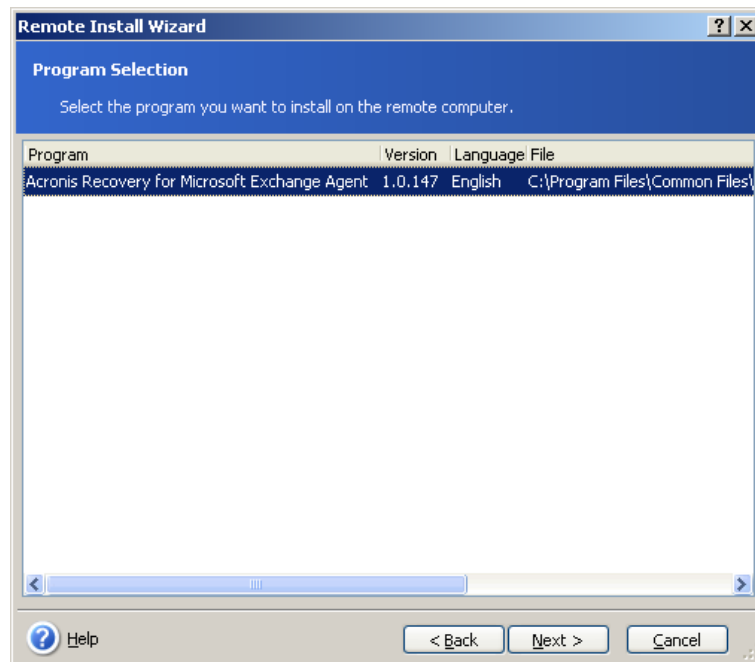 Remote Install Wizard
Program Selection
Select the program you want to install on the remote computer.
Program Version Language File
Acronis Recovery for Microsoft Exchange Agent 1.0.147 English C:\Program Files\Common Files\
Help < Back Next > Cancel